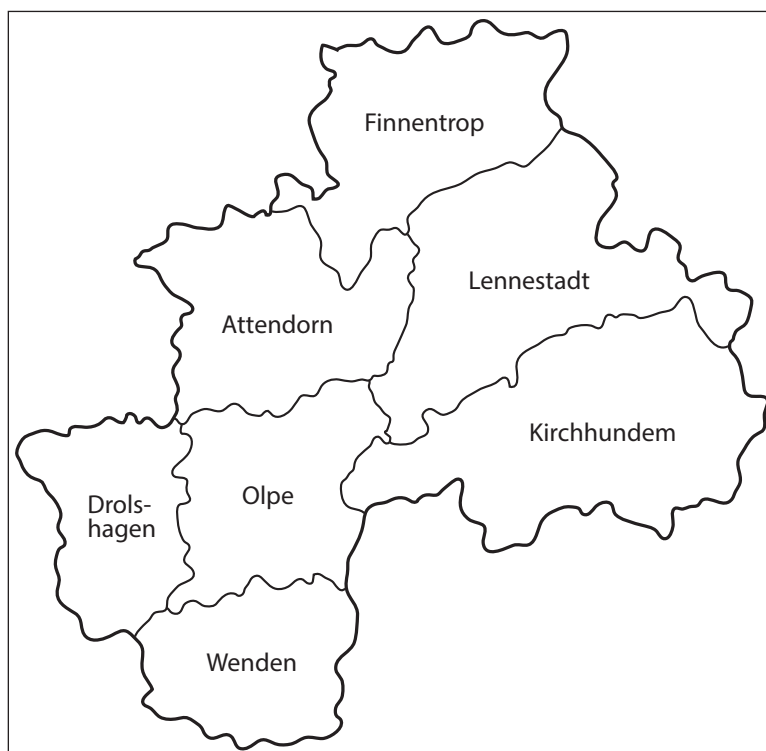 Finnentrop
Lennestadt
Attendorn
Kirchhundem
Olpe
Drols-
hagen
Wenden